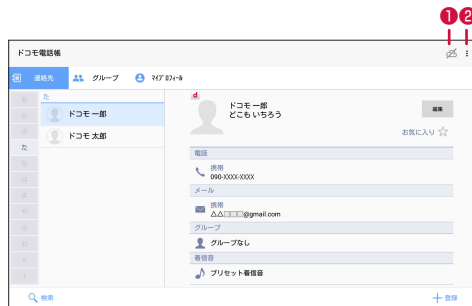 1 2
ドコモ電話帳
連絡先 グループ マイプロフィール
た
d
ドコモ 一郎
どこも いちろう
編集
お気に入り
ドコモ 一郎
ドコモ 太郎
た
電話
携帯
090-XXXX-XXXX
メール
携帯
△△□□□@gmail.com
グループ
グループなし
着信音
プリセット着信音
検索
登録